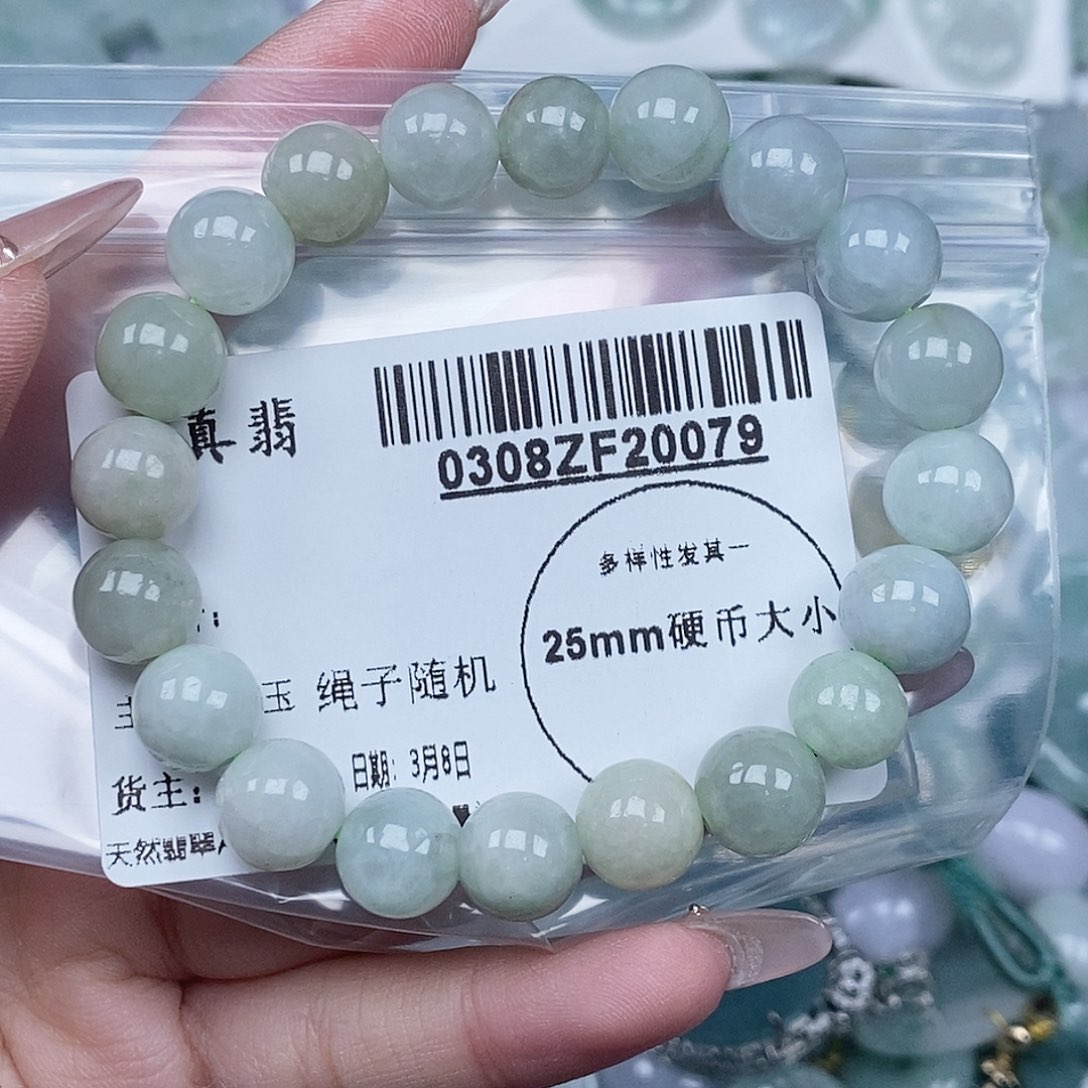 真翡
0308ZF20079
多样性发其一
25mm硬币大小
玉 绳子随机
日期: 3月8日
货主:
天然翡翠